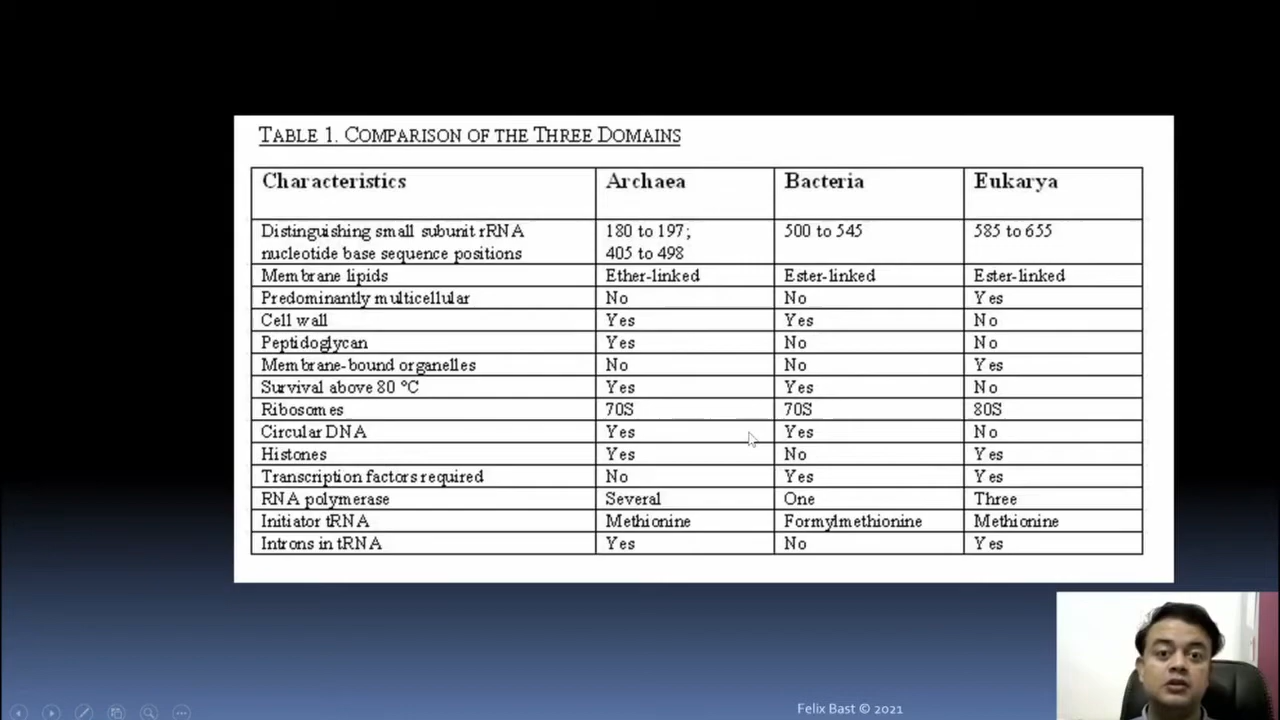 TABLE 1. COMPARISON OF THE THREE DOMAINS
Characteristics Archaea Bacteria Eukarya
Distinguishing small subunit rRNA 180 to 197; 500 to 545 585 to 655
nucleotide base sequence positions 405 to 498
Membrane lipids Ether-linked Ester-linked Ester-linked
Predominantly multicellular No No Yes
Cell wall Yes Yes No
Peptidoglycan Yes No No
Membrane-bound organelles No No Yes
Survival above 80 °C Yes Yes No
Ribosomes 70S 70S 80S
Circular DNA Yes Yes No
Histones Yes No Yes
Transcription factors required No Yes Yes
RNA polymerase Several One Three
Initiator tRNA Methionine Formylmethionine Methionine
Introns in tRNA Yes No Yes
Felix Bast © 2021